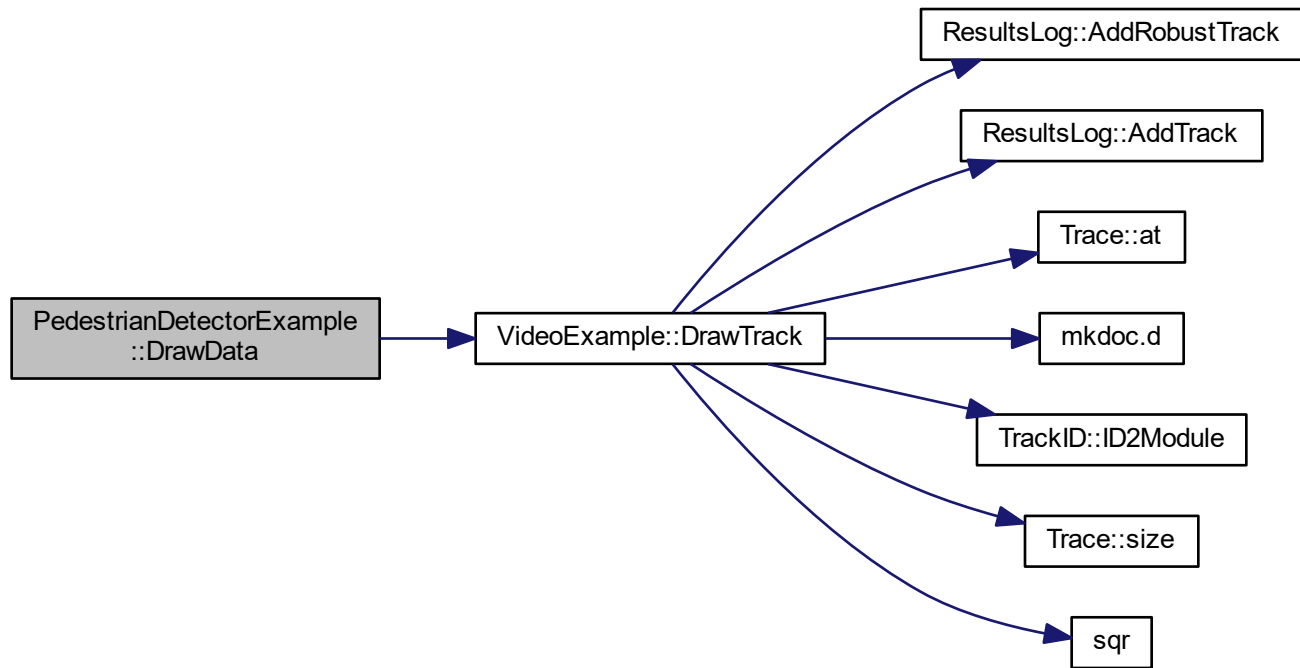 ResultsLog::AddRobustTrack
ResultsLog::AddTrack
Trace::at
PedestrianDetectorExample
::DrawData
VideoExample::DrawTrack
mkdoc.d
TrackID::ID2Module
Trace::size
sqr